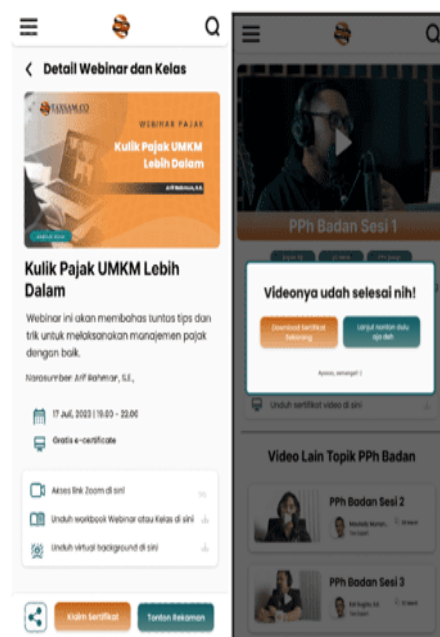 Detail Webinar dan Kelas
TAXSAM.CO
WEBINAR PAJAK
Kulik Pajak UMKM
Lebih Dalam
Arif Rahman, S.E.
Kulik Pajak UMKM Lebih
Dalam
Webinar ini akan membahas tuntas tips dan
trik untuk melaksanakan manajemen pajak
dengan baik.
Narasumber: Arif Rahman, S.E.,
17 Juli, 2023 | 19.00 - 22.00
Gratis e-certificate
Akses link Zoom di sini
Unduh workbook Webinar atau Kelas di sini
Unduh virtual background di sini
Klaim Sertifikat
Tonton Rekaman
PPh Badan Sesi 1
Videonya udah selesai nih!
Download Sertifikat
Sekarang
Lanjut nonton dulu
aja deh
Ayooo, semangat! :)
Unduh sertifikat video di sini
Video Lain Topik PPh Badan
PPh Badan Sesi 2
PPh Badan Sesi 3